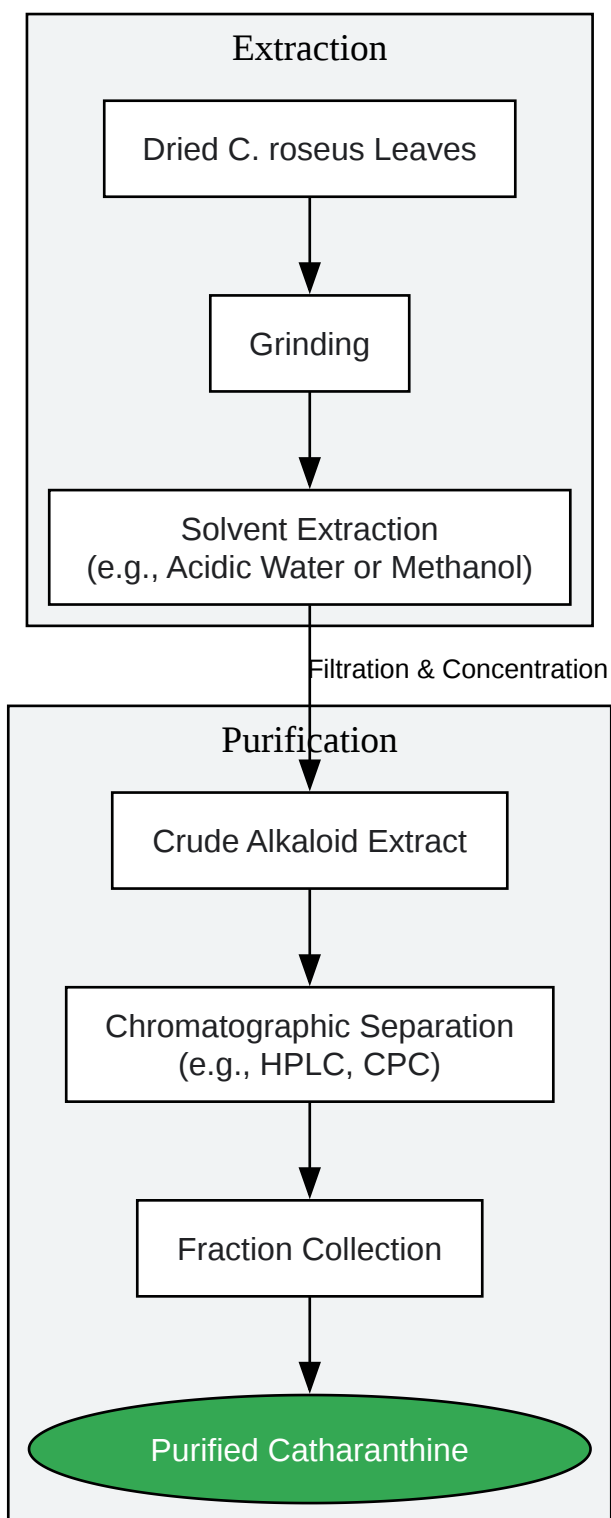 Extraction
Dried C. roseus Leaves
Grinding
Solvent Extraction
(e.g., Acidic Water or Methanol)
Filtration & Concentration
Purification
Crude Alkaloid Extract
Chromatographic Separation
(e.g., HPLC, CPC)
Fraction Collection
Purified Catharanthine